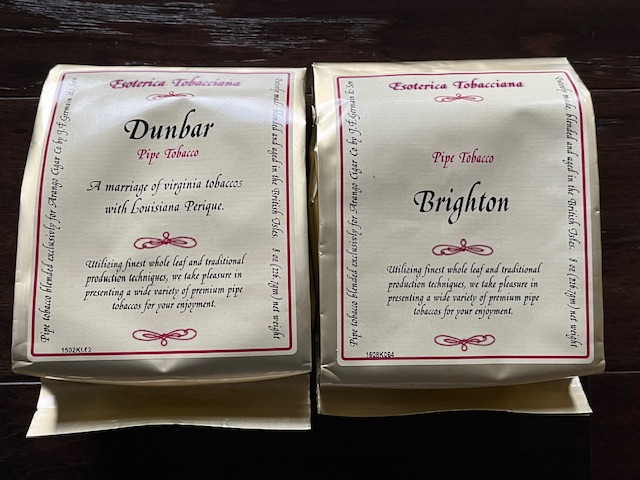 Esoterica Tobacciana
Dunbar
Pipe Tobacco
A marriage of virginia tobaccos
with Louisiana Perique.
Utilizing finest whole leaf and traditional
production techniques, we take pleasure in
presenting a wide variety of premium pipe
tobaccos for your enjoyment.
Pipe tobacco blended exclusively for Arango Cigar Co by J.F. Germain & Son
made, blended and aged in the British Isles. 8 oz net weight
Esoterica Tobacciana
Pipe Tobacco
Brighton
Utilizing finest whole leaf and traditional
production techniques, we take pleasure in
presenting a wide variety of premium pipe
tobaccos for your enjoyment.
Pipe tobacco blended exclusively for Arango Cigar Co by J.F. Germain & Son
made, blended and aged in the British Isles. 8 oz net weight
1508K064